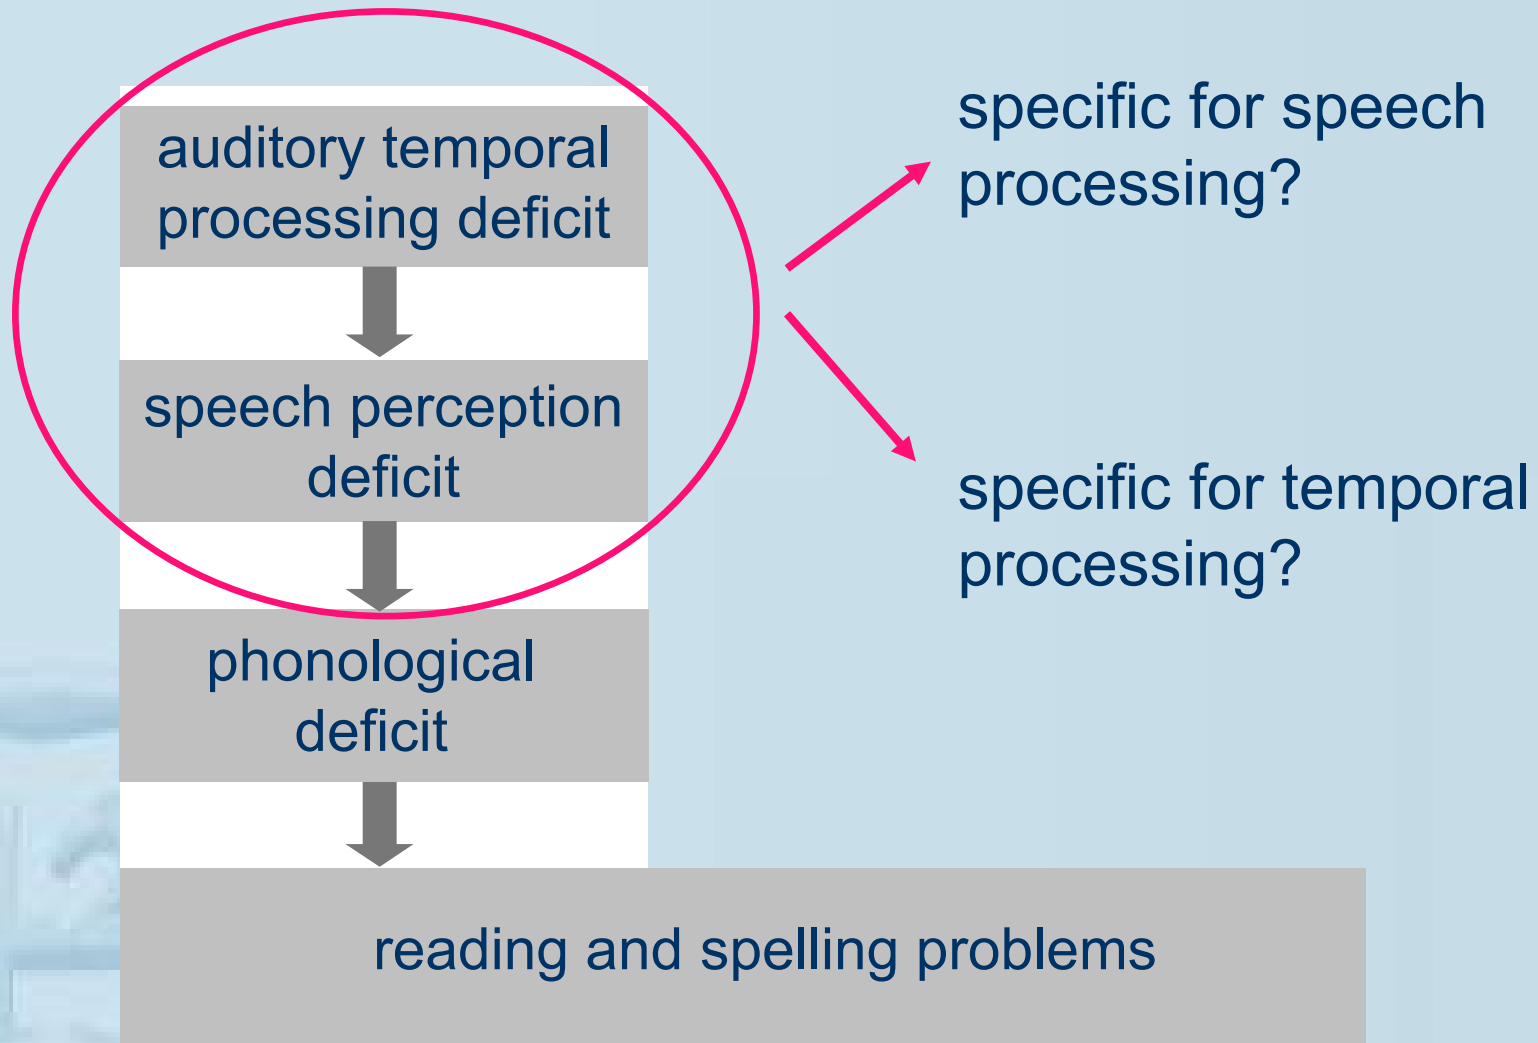 auditory temporal
processing deficit
speech perception
deficit
phonological
deficit
reading and spelling problems
specific for speech
processing?
specific for temporal
processing?